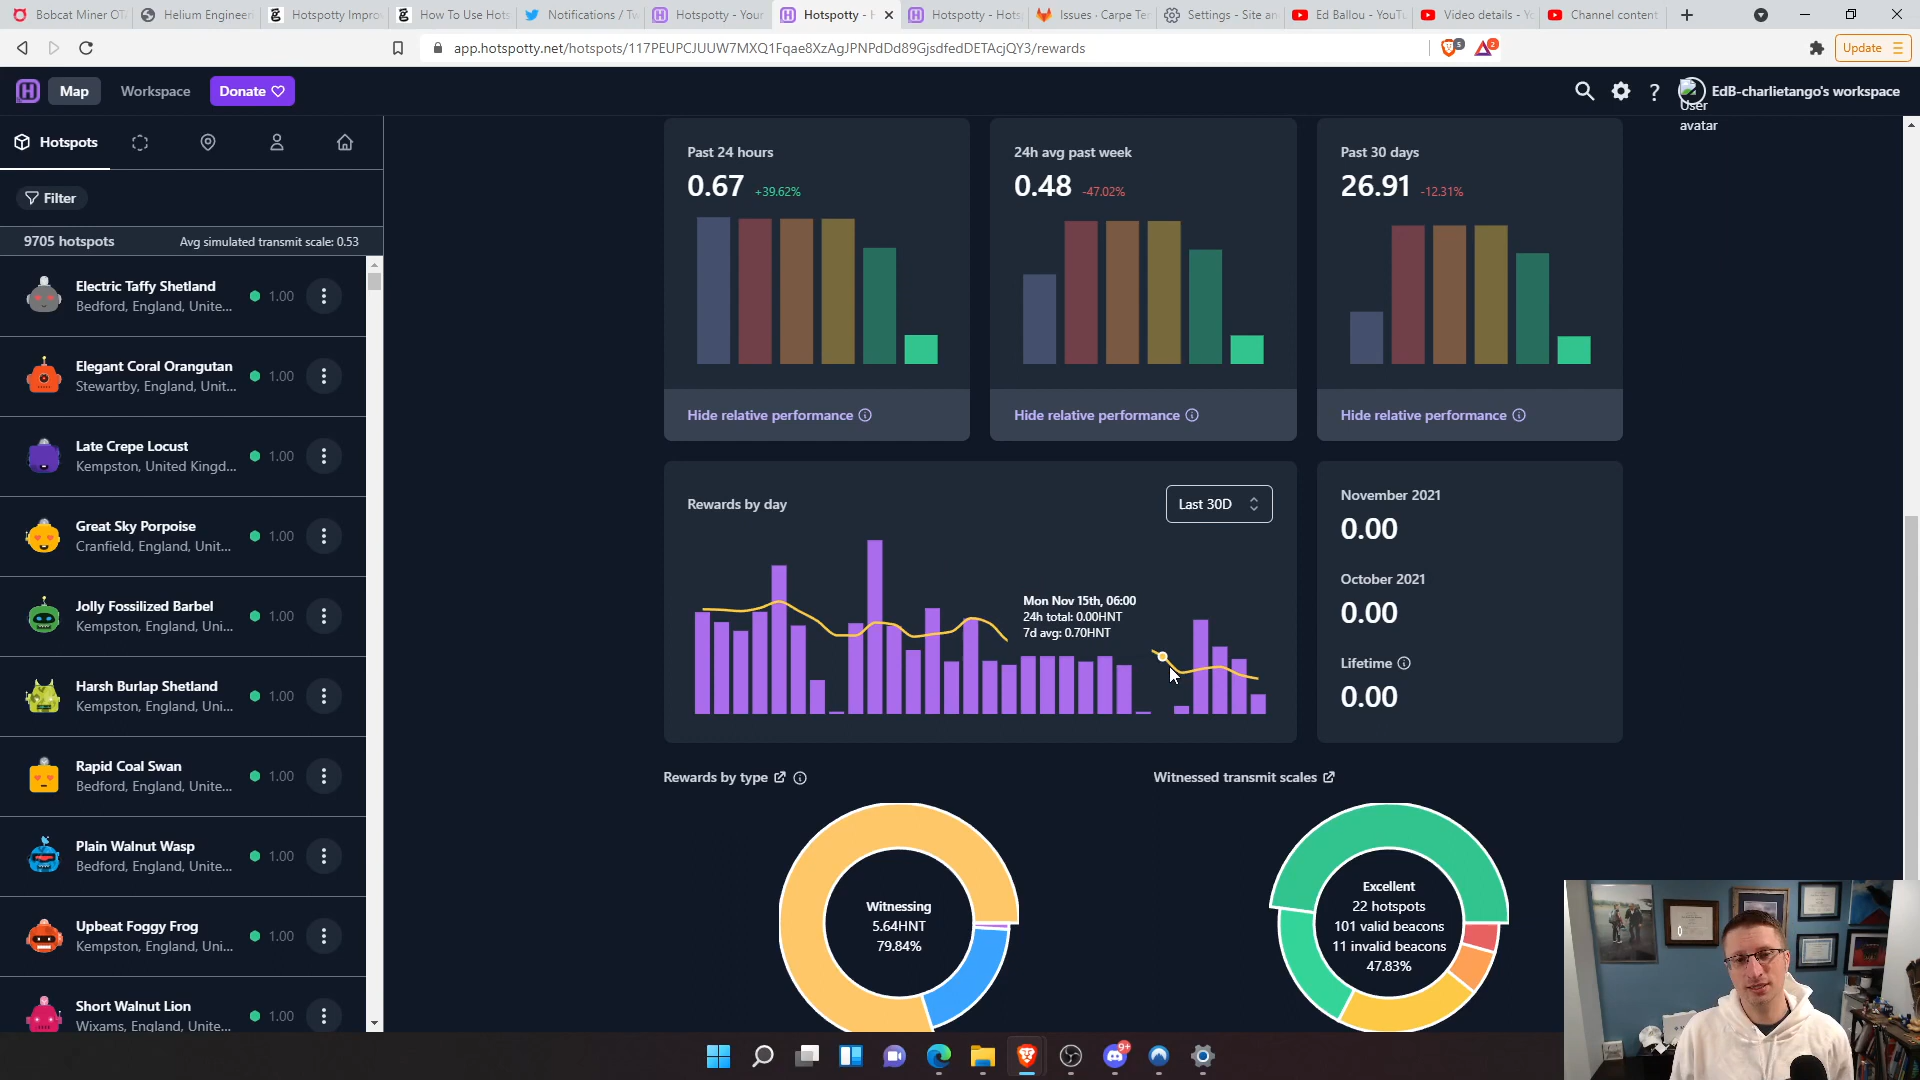 Bobcat Miner OT
Helium Engineeri
Hotspotty Impro
How To Use Hots
Notifications / Tw
Hotspotty - Your
Hotspotty - H
Hotspotty - Hots
Issues · Carpe Te
Settings - Site an
Ed Ballou - YouTu
Video details - Yo
Channel content
app.hotspotty.net/hotspots/117PEUPCJUUW7MXQ1Fqae8XzAgJPNPdDd89GjsdfedDETAcjQY3/rewards
5
2
Update
Map
Workspace
Donate
?
User avatar
EdB-charlietango's workspace
Hotspots
Filter
9705 hotspots
Avg simulated transmit scale: 0.53
Electric Taffy Shetland
Bedford, England, Unite...
1.00
Elegant Coral Orangutan
Stewartby, England, Unit...
1.00
Late Crepe Locust
Kempston, United Kingd...
1.00
Great Sky Porpoise
Cranfield, England, Unit...
1.00
Jolly Fossilized Barbel
Kempston, England, Uni...
1.00
Harsh Burlap Shetland
Kempston, England, Uni...
1.00
Rapid Coal Swan
Bedford, England, Unite...
1.00
Plain Walnut Wasp
Bedford, England, Unite...
1.00
Upbeat Foggy Frog
Kempston, England, Uni...
1.00
Short Walnut Lion
Wixams, England, Unite...
1.00
Past 24 hours
0.67 +39.62%
Hide relative performance
24h avg past week
0.48 -47.02%
Hide relative performance
Past 30 days
26.91 -12.31%
Hide relative performance
Rewards by day
Last 30D
Mon Nov 15th, 06:00
24h total: 0.00HNT
7d avg: 0.70HNT
November 2021
0.00
October 2021
0.00
Lifetime
0.00
Rewards by type
Witnessing
5.64HNT
79.84%
Witnessed transmit scales
Excellent
22 hotspots
101 valid beacons
11 invalid beacons
47.83%
9+